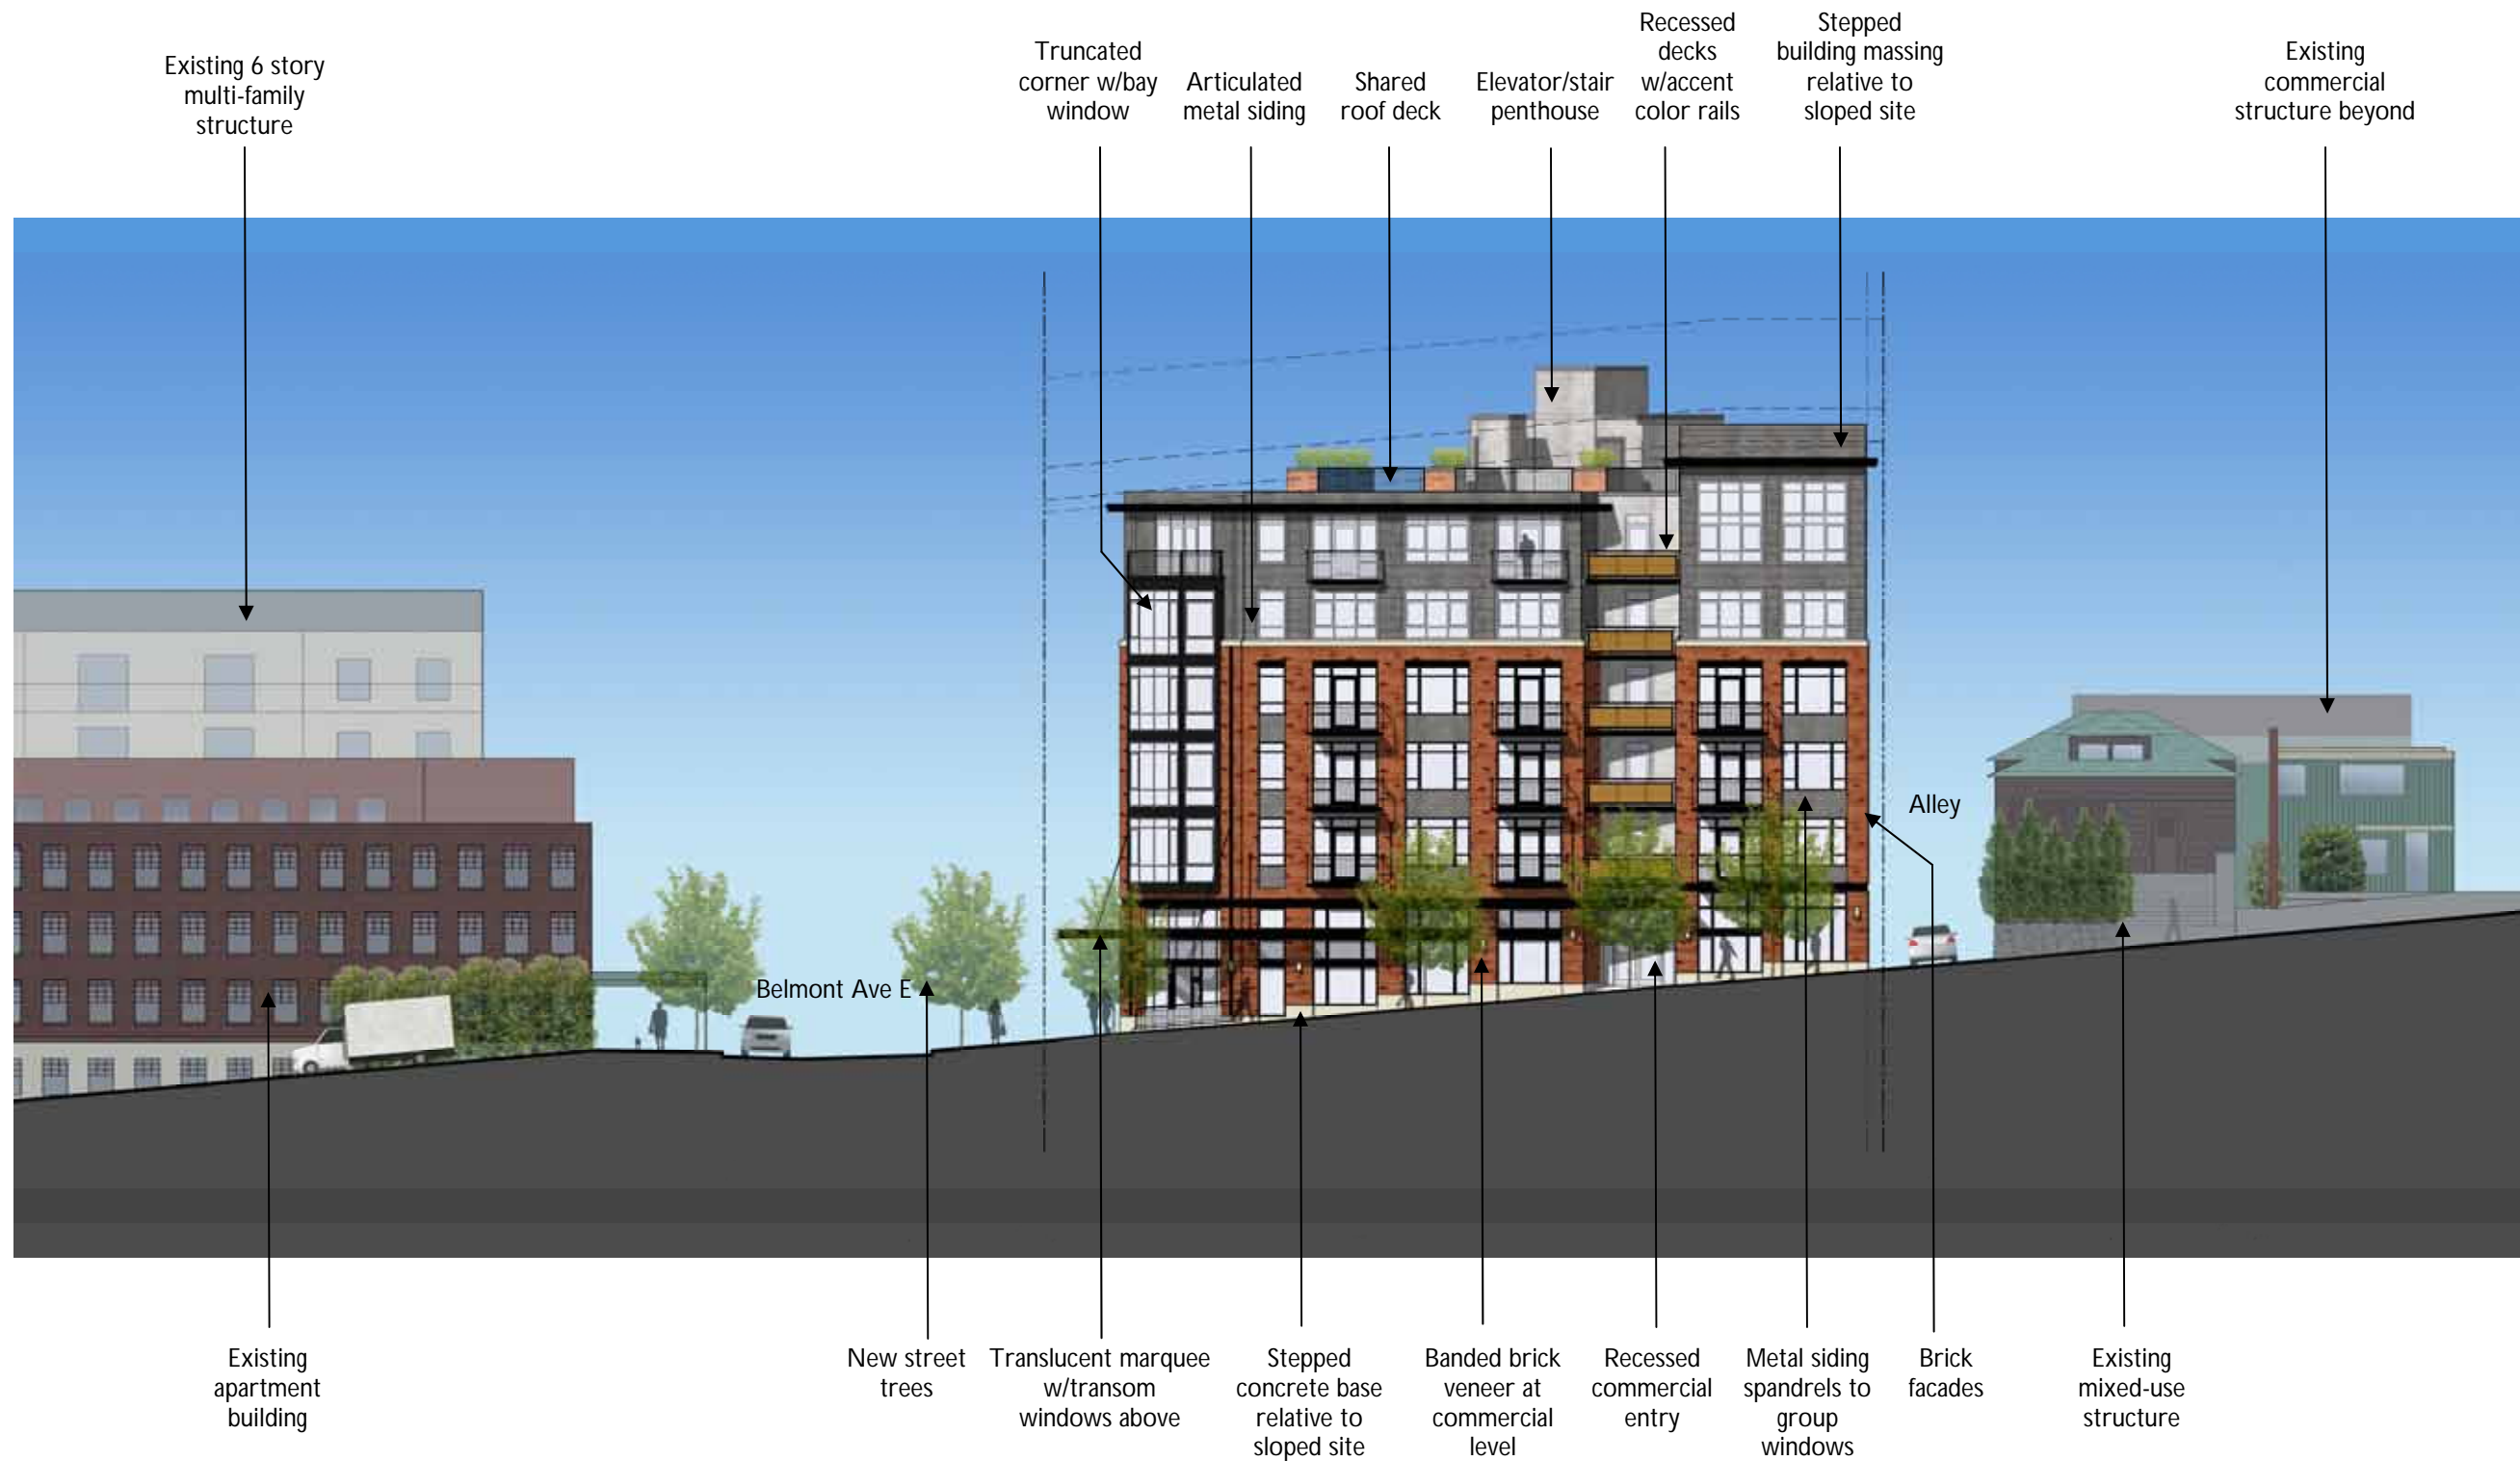 Existing 6 story
multi-family
structure
Truncated
corner w/bay
window
Articulated
metal siding
Shared
roof deck
Elevator/stair
penthouse
Recessed
decks
w/accent
color rails
Stepped
building massing
relative to
sloped site
Existing
commercial
structure beyond
Alley
Belmont Ave E
Existing
apartment
building
New street
trees
Translucent marquee
w/transom
windows above
Stepped
concrete base
relative to
sloped site
Banded brick
veneer at
commercial
level
Recessed
commercial
entry
Metal siding
spandrels to
group
windows
Brick
facades
Existing
mixed-use
structure